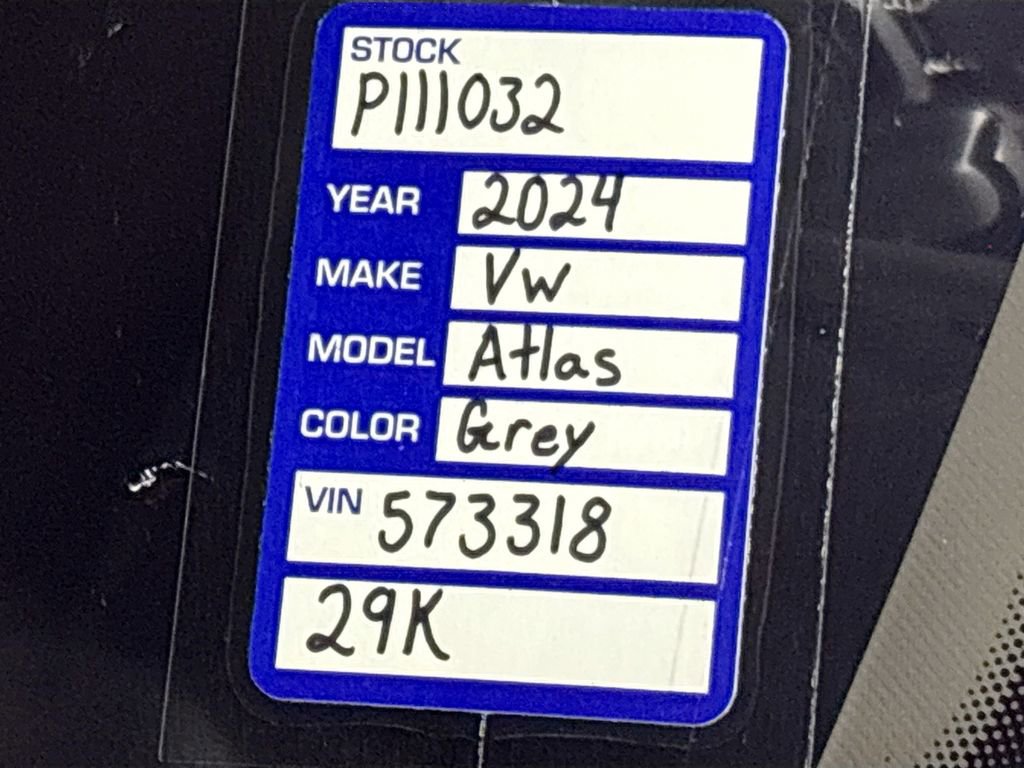 STOCK
P111032
YEAR 2024
MAKE VW
MODEL Atlas
COLOR Grey
VIN 573318
29K